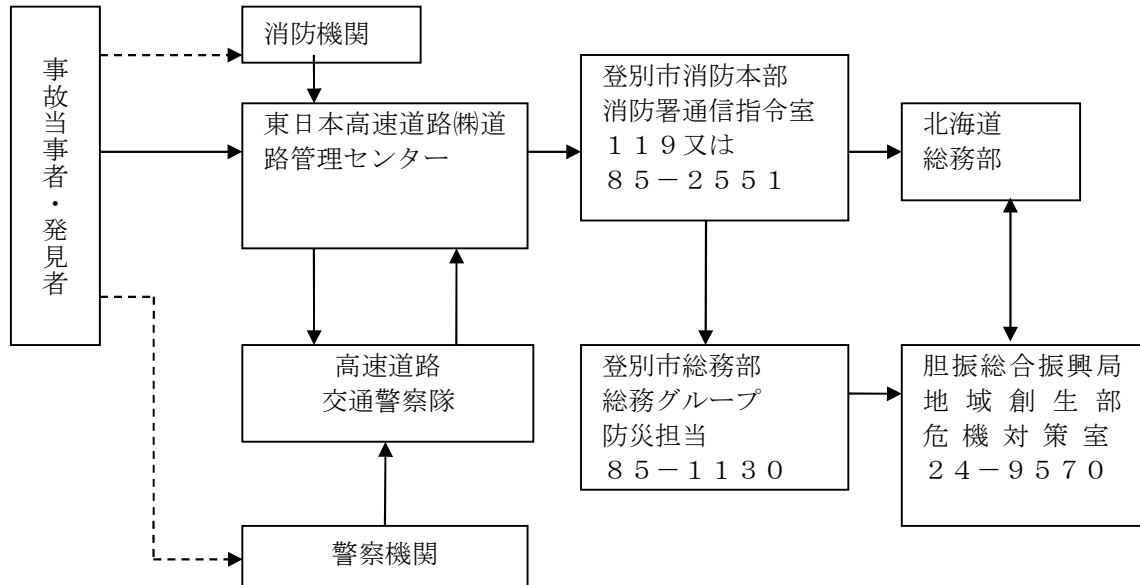 事故当事者・発見者
消防機関
東日本高速道路㈱道
路管理センター
高速道路
交通警察隊
警察機関
登別市消防本部
消防署通信指令室
１１９又は
８５－２５５１
登別市総務部
総務グループ
防災担当
８５－１１３０
北海道
総務部
胆振総合振興局
地域創生部
危機対策室
２４－９５７０